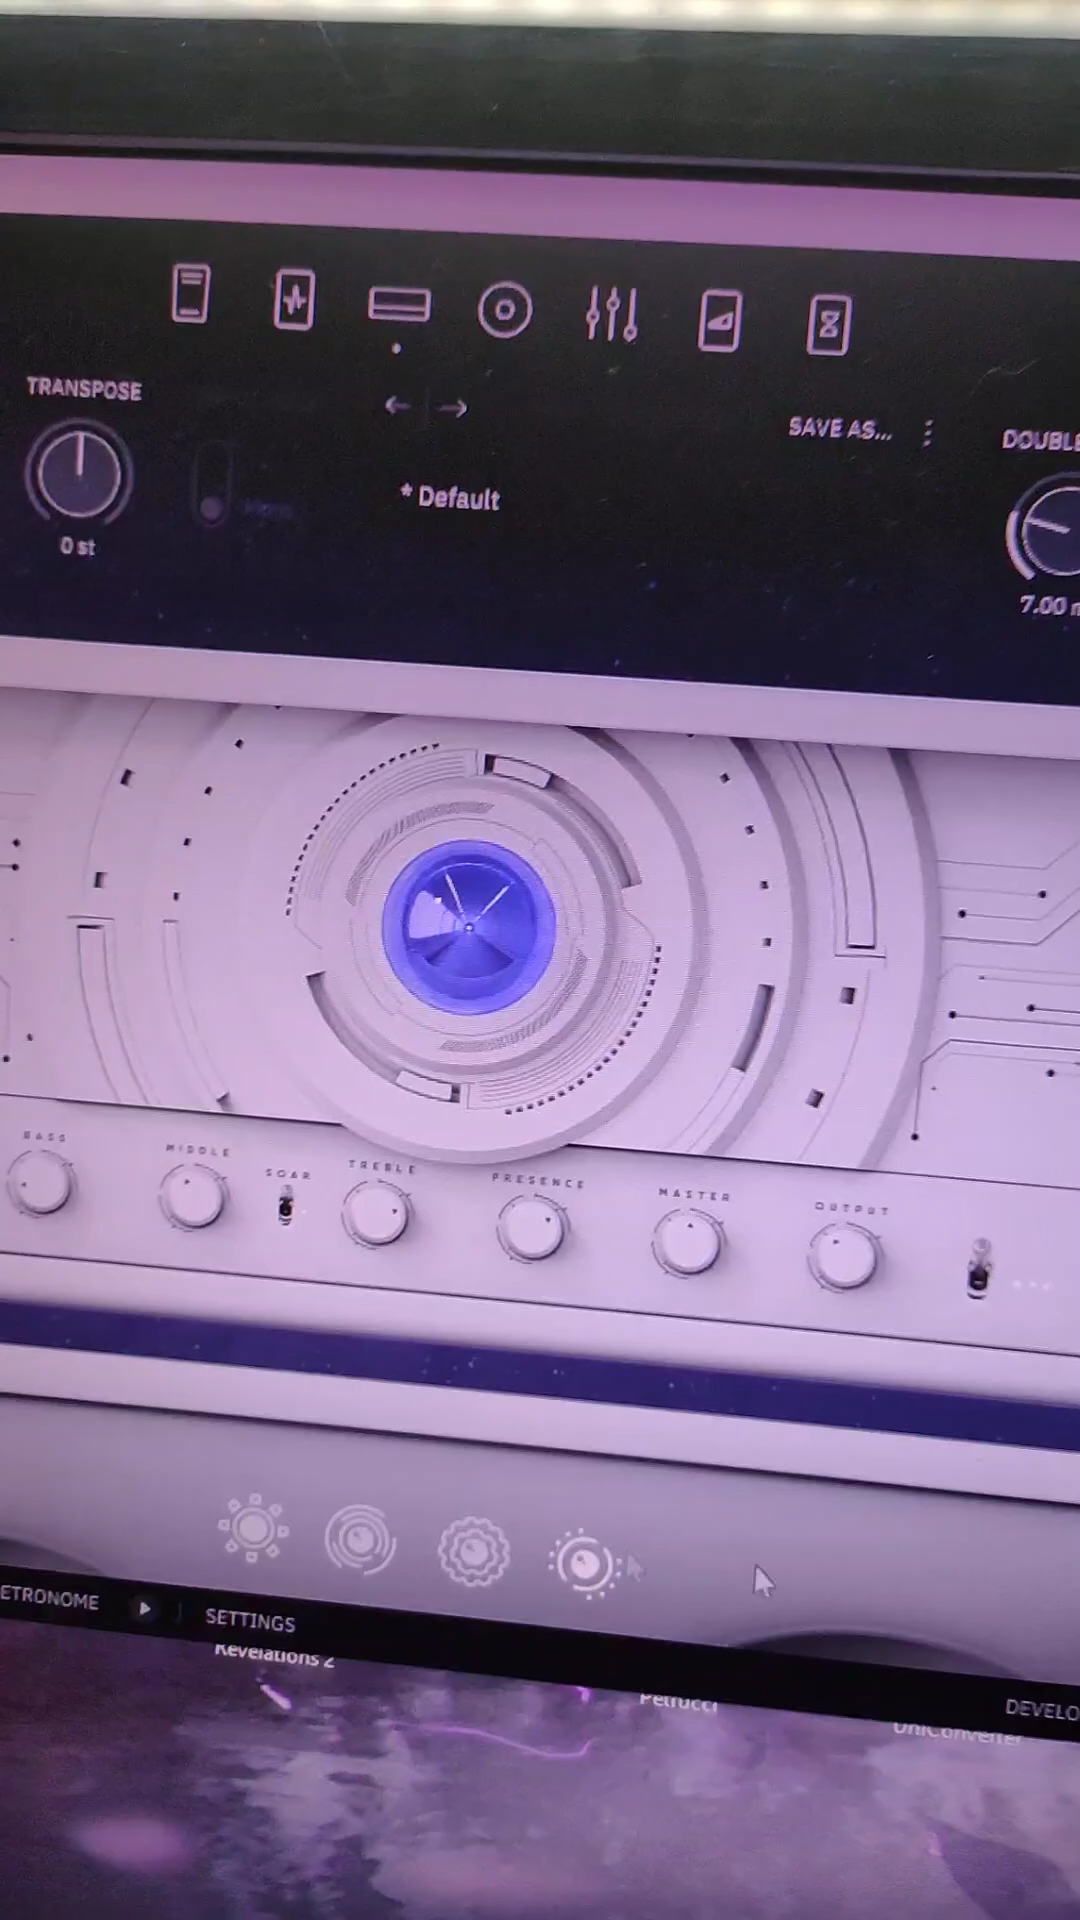 TRANSPOSE
SAVE AS...
DOUBLE
* Default
0 st
7.00 m
BASS
MIDDLE
SOAR
TREBLE
PRESENCE
MASTER
OUTPUT
ETRONOME
SETTINGS
DEVELO
Revelations 2
Petrucci
UniConverter